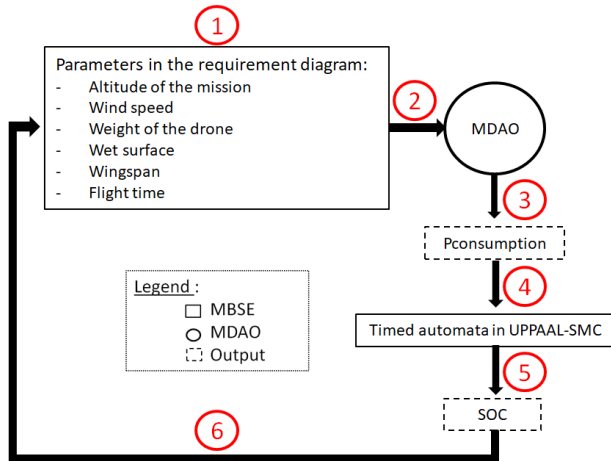 1
Parameters in the requirement diagram:
- Altitude of the mission
- Wind speed
- Weight of the drone
- Wet surface
- Wingspan
- Flight time
2
MDAO
3
Pconsumption
4
Timed automata in UPPAAL-SMC
5
SOC
6
Legend :
MBSE
MDAO
Output